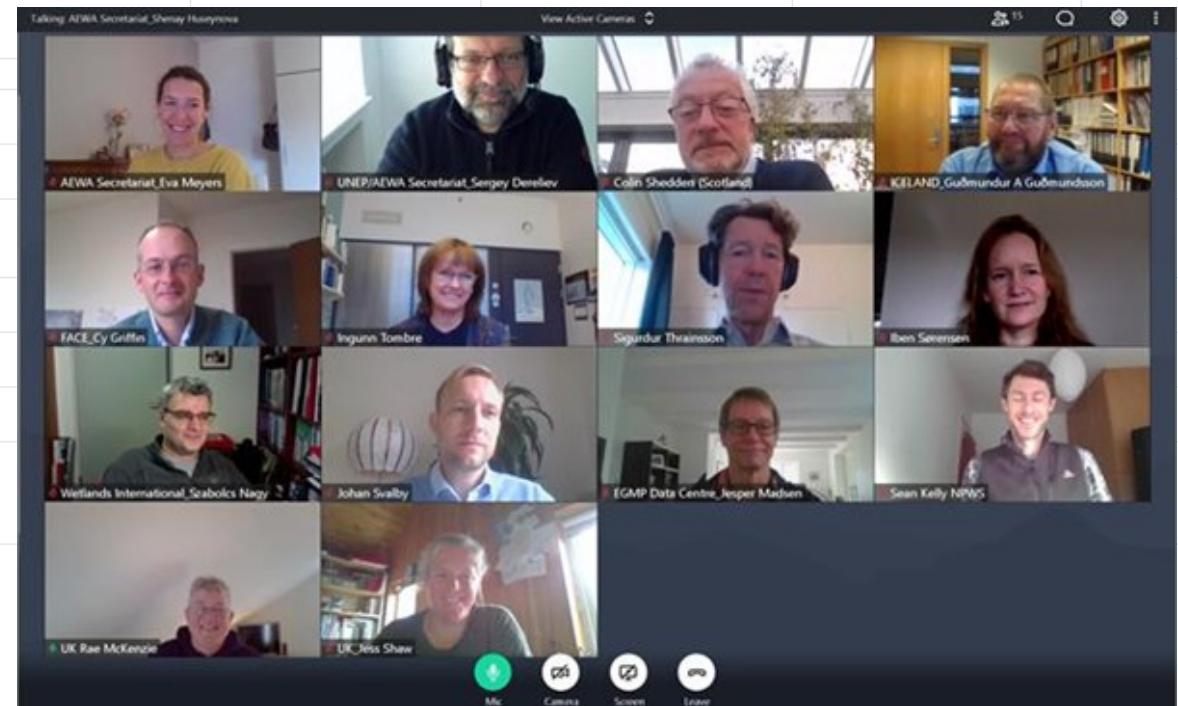 Talking: AEWA Secretariat_Shenay Huseynova
View Active Cameras
15
AEWA Secretariat_Eva Meyers
UNEP/AEWA Secretariat_Sergey Dereliev
Colin Shedden (Scotland)
ICELAND_Guðmundur A Guðmundsson
FACE_Cy Griffin
Ingunn Tombre
Sigurdur Thrainsson
Iben Sørensen
Wetlands International_Szabolcs Nagy
Johan Svalby
EGMP Data Centre_Jesper Madsen
Sean Kelly NPWS
UK Rae McKenzie
UK_Jess Shaw
Mic
Camera
Screen
Leave